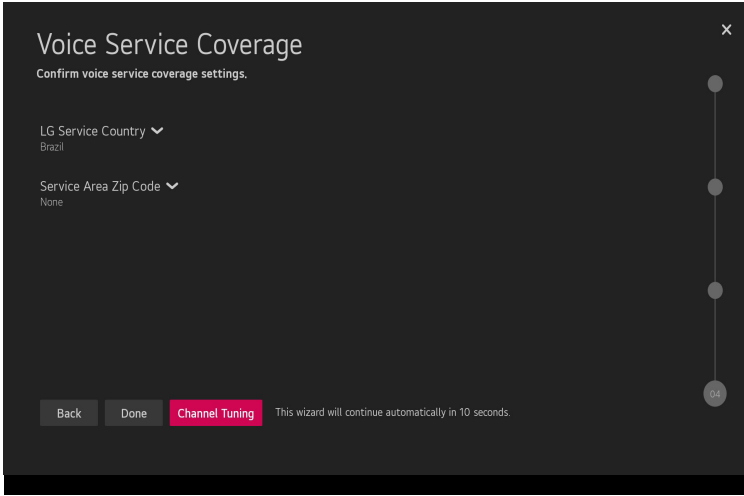 Voice Service Coverage
Confirm voice service coverage settings.
LG Service Country
Brazil
Service Area Zip Code
None
04
Back Done Channel Tuning This wizard will continue automatically in 10 seconds.